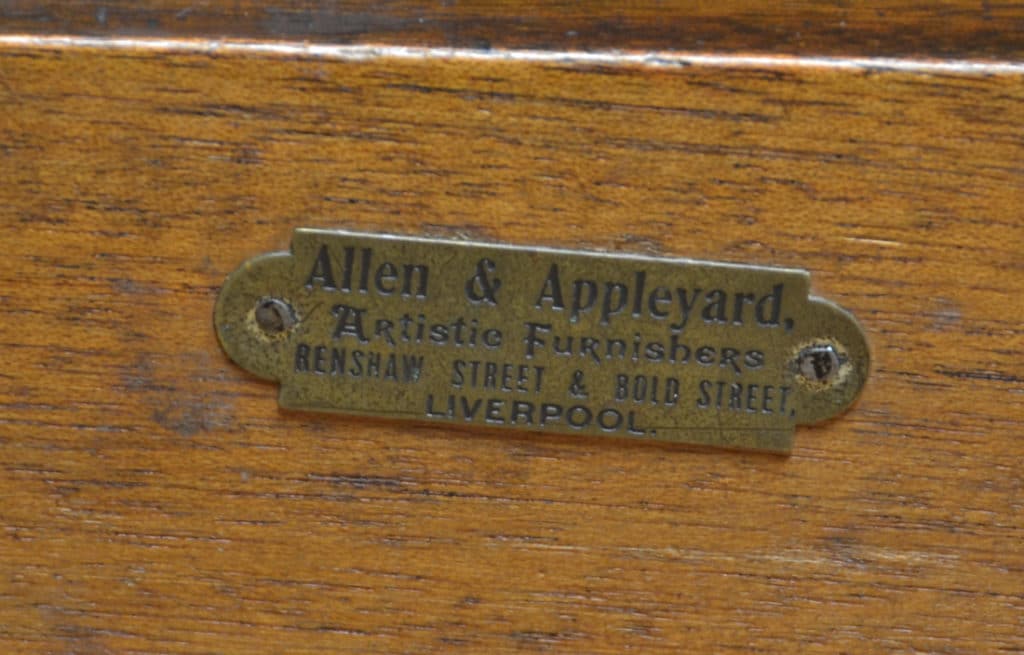 Allen & Appleyard,
Artistic Furnishers
RENSHAW STREET & BOLD STREET,
LIVERPOOL.